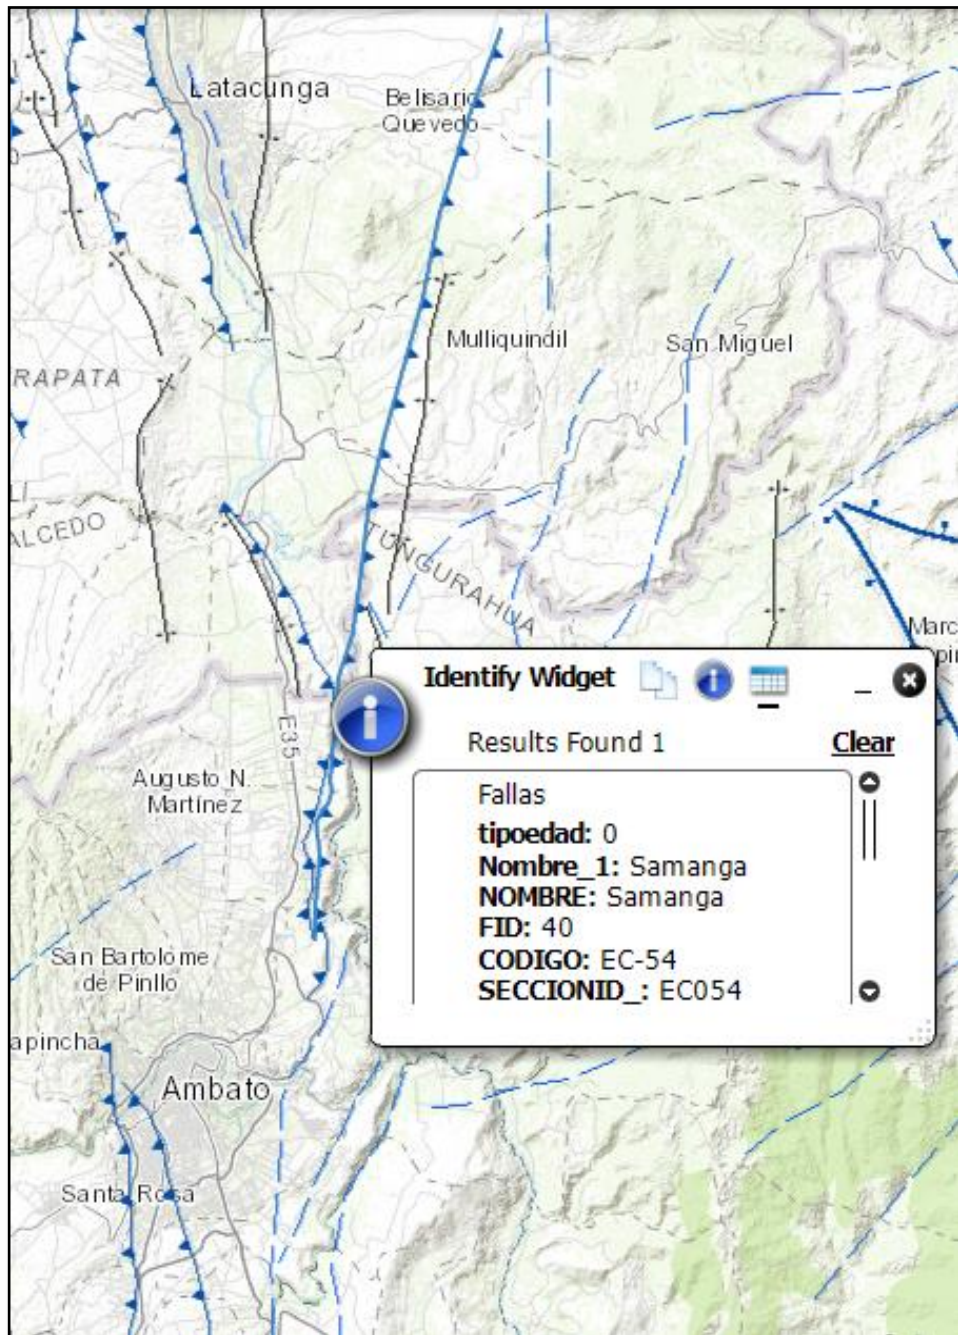 Latacunga
Belisario
Quevedo
Mulliquindil
San Miguel
RAPATA
ALCEDO
TUNGURAHUA
Marc
E35
Augusto N.
Martínez
San Bartolome
de Pinllo
apincha
Ambato
Santa Rosa
Identify Widget
Results Found 1
Clear
Fallas
tipoedad: 0
Nombre_1: Samanga
NOMBRE: Samanga
FID: 40
CODIGO: EC-54
SECCIONID_: EC054